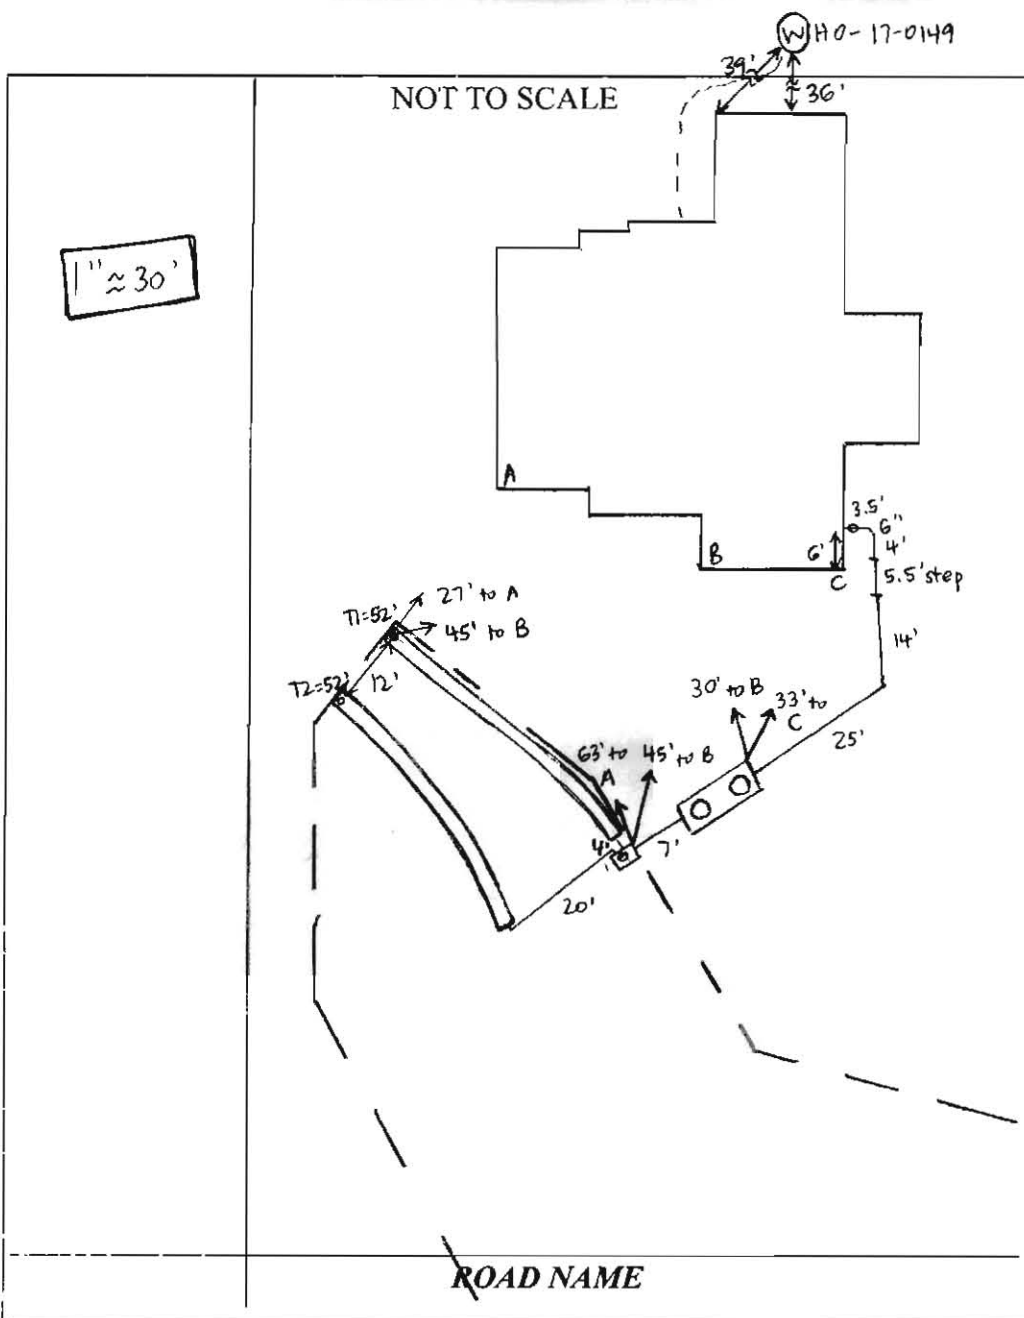 W HO-17-0149
39'
≈ 36'
NOT TO SCALE
1" ≈ 30'
A
3.5'
6"
B
6'
4'
C
5.5' step
27' to A
T1=52'
45' to B
14'
T2=52'
12'
30' to B
33' to
C
25'
63' to
A
45' to B
4'
7'
20'
ROAD NAME